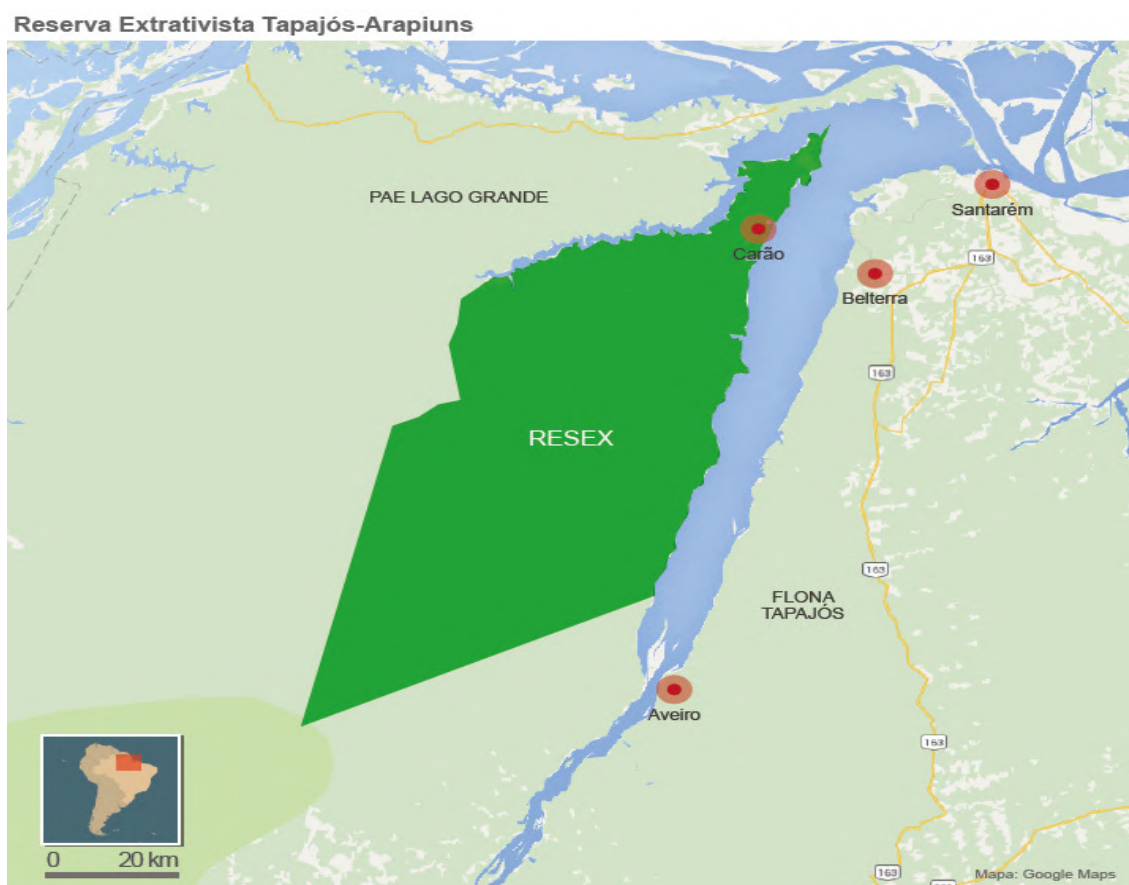 Reserva Extrativista Tapajós-Arapiuns
PAE LAGO GRANDE
Santarém
Carão
163
Belterra
163
RESEX
163
FLONA
TAPAJÓS
Aveiro
163
0 20 km
163
Mapa: Google Maps